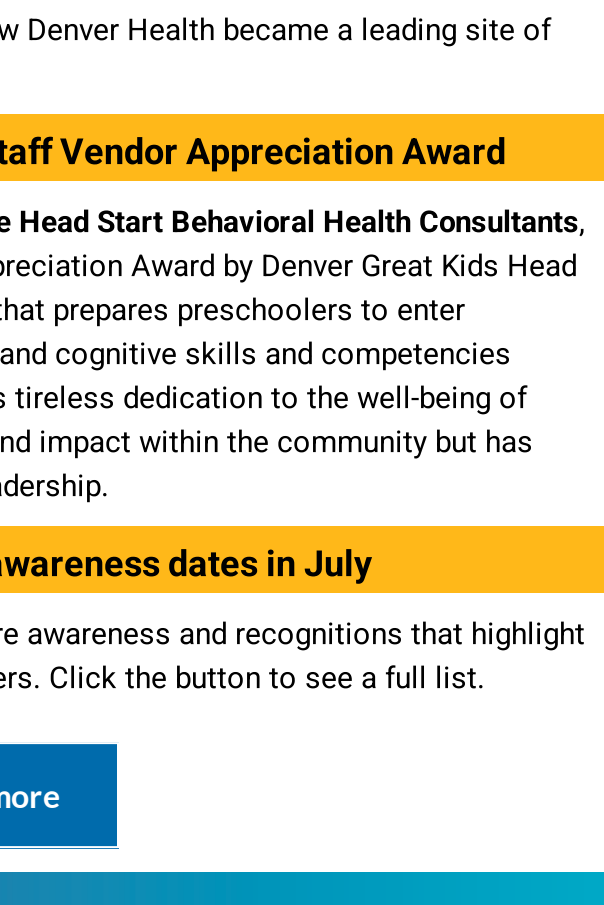 w Denver Health became a leading site of
taff Vendor Appreciation Award
e Head Start Behavioral Health Consultants,
preciation Award by Denver Great Kids Head
that prepares preschoolers to enter
and cognitive skills and competencies
s tireless dedication to the well-being of
nd impact within the community but has
adership.
awareness dates in July
re awareness and recognitions that highlight
ers. Click the button to see a full list.
more